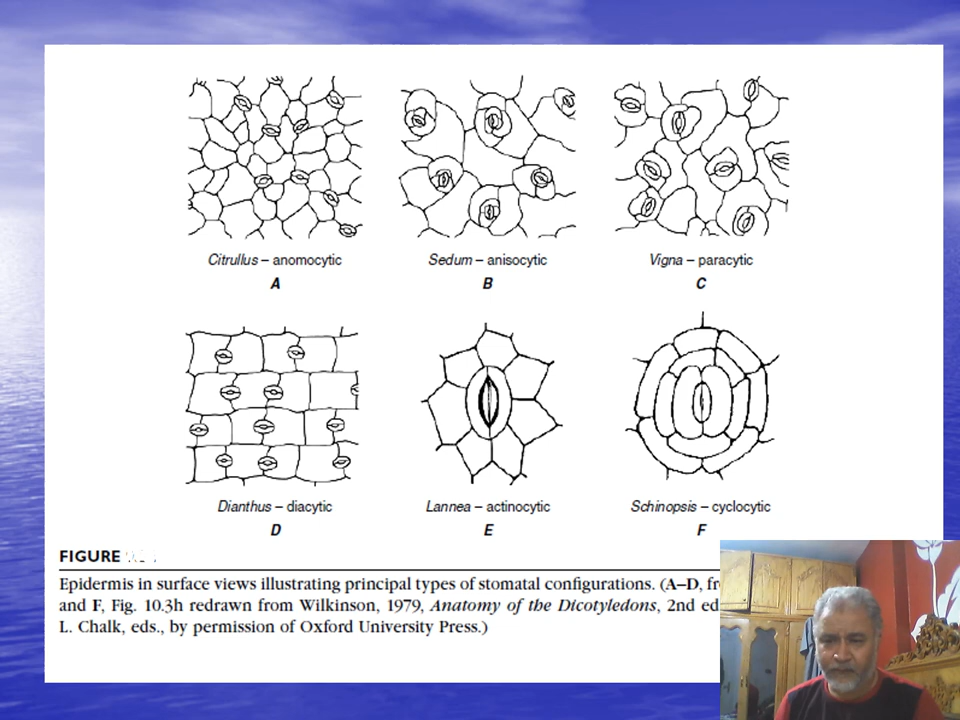 Citrullus – anomocytic
Sedum – anisocytic
Vigna – paracytic
A
B
C
Dianthus – diacytic
Lannea – actinocytic
Schinopsis – cyclocytic
D
E
F
FIGURE
Epidermis in surface views illustrating principal types of stomatal configurations. (A–D,
and F, Fig. 10.3h redrawn from Wilkinson, 1979, Anatomy of the Dicotyledons, 2nd ed
L. Chalk, eds., by permission of Oxford University Press.)